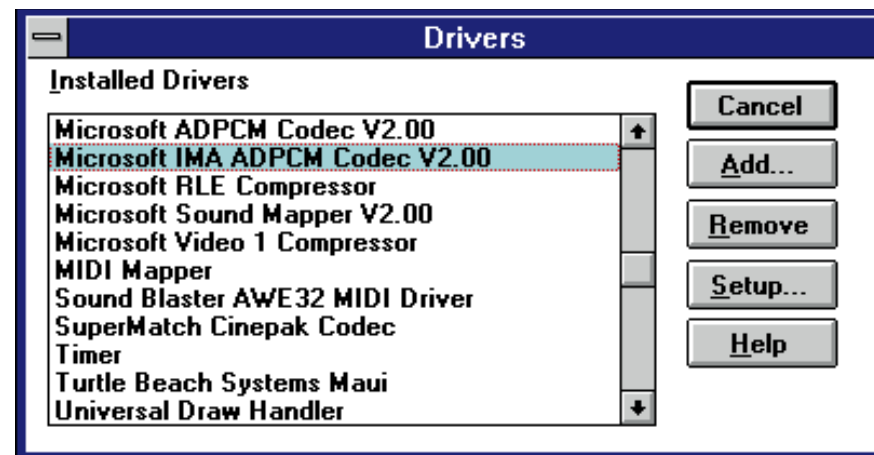 Drivers
Installed Drivers
Microsoft ADPCM Codec V2.00
Microsoft IMA ADPCM Codec V2.00
Microsoft RLE Compressor
Microsoft Sound Mapper V2.00
Microsoft Video 1 Compressor
MIDI Mapper
Sound Blaster AWE32 MIDI Driver
SuperMatch Cinepak Codec
Timer
Turtle Beach Systems Maui
Universal Draw Handler
Cancel
Add...
Remove
Setup...
Help